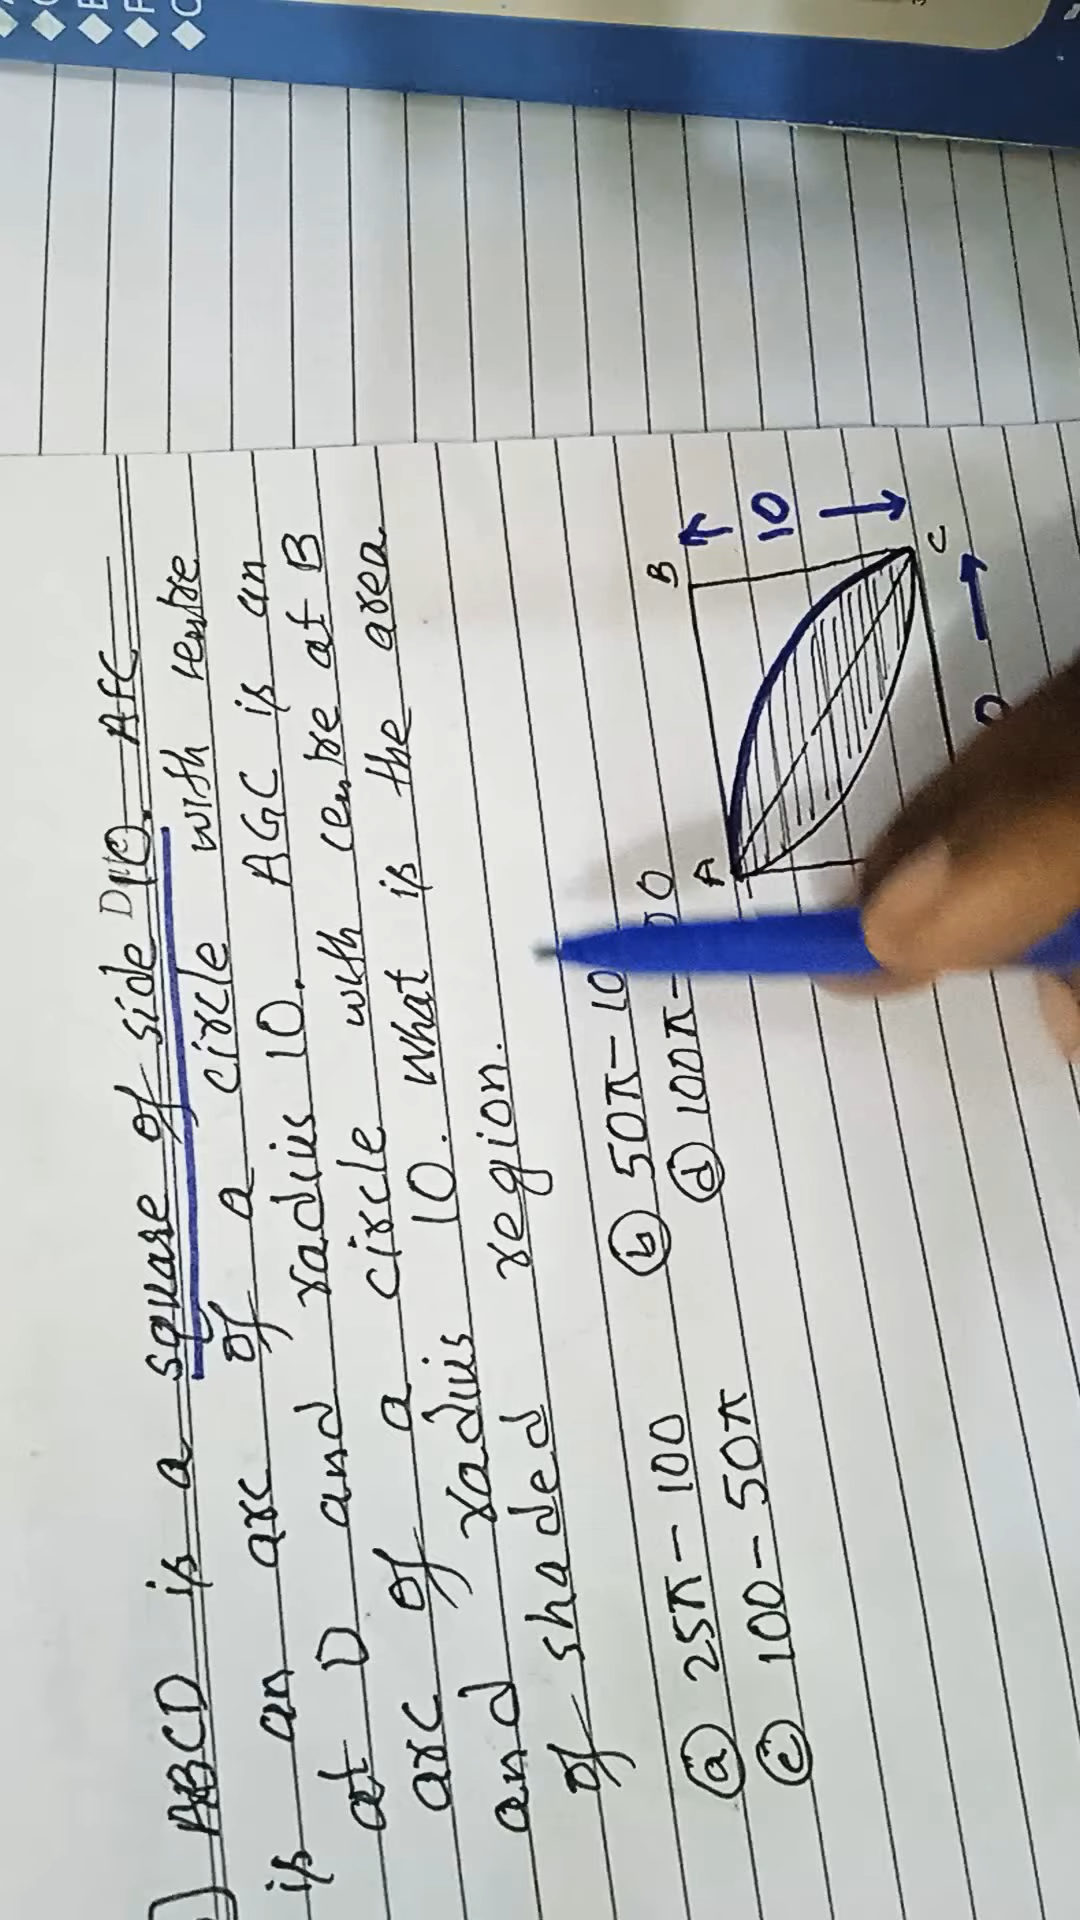 ABCD is a square of side 10. AFC
is an arc of a circle with centre
at D and radius 10. AGC is an
arc of a circle with centre at B
and radius 10. what is the area
of shaded region.
(a) 25π - 100 (b) 50π - 10
(c) 100 - 50π (d) 100π -
A B
10
C